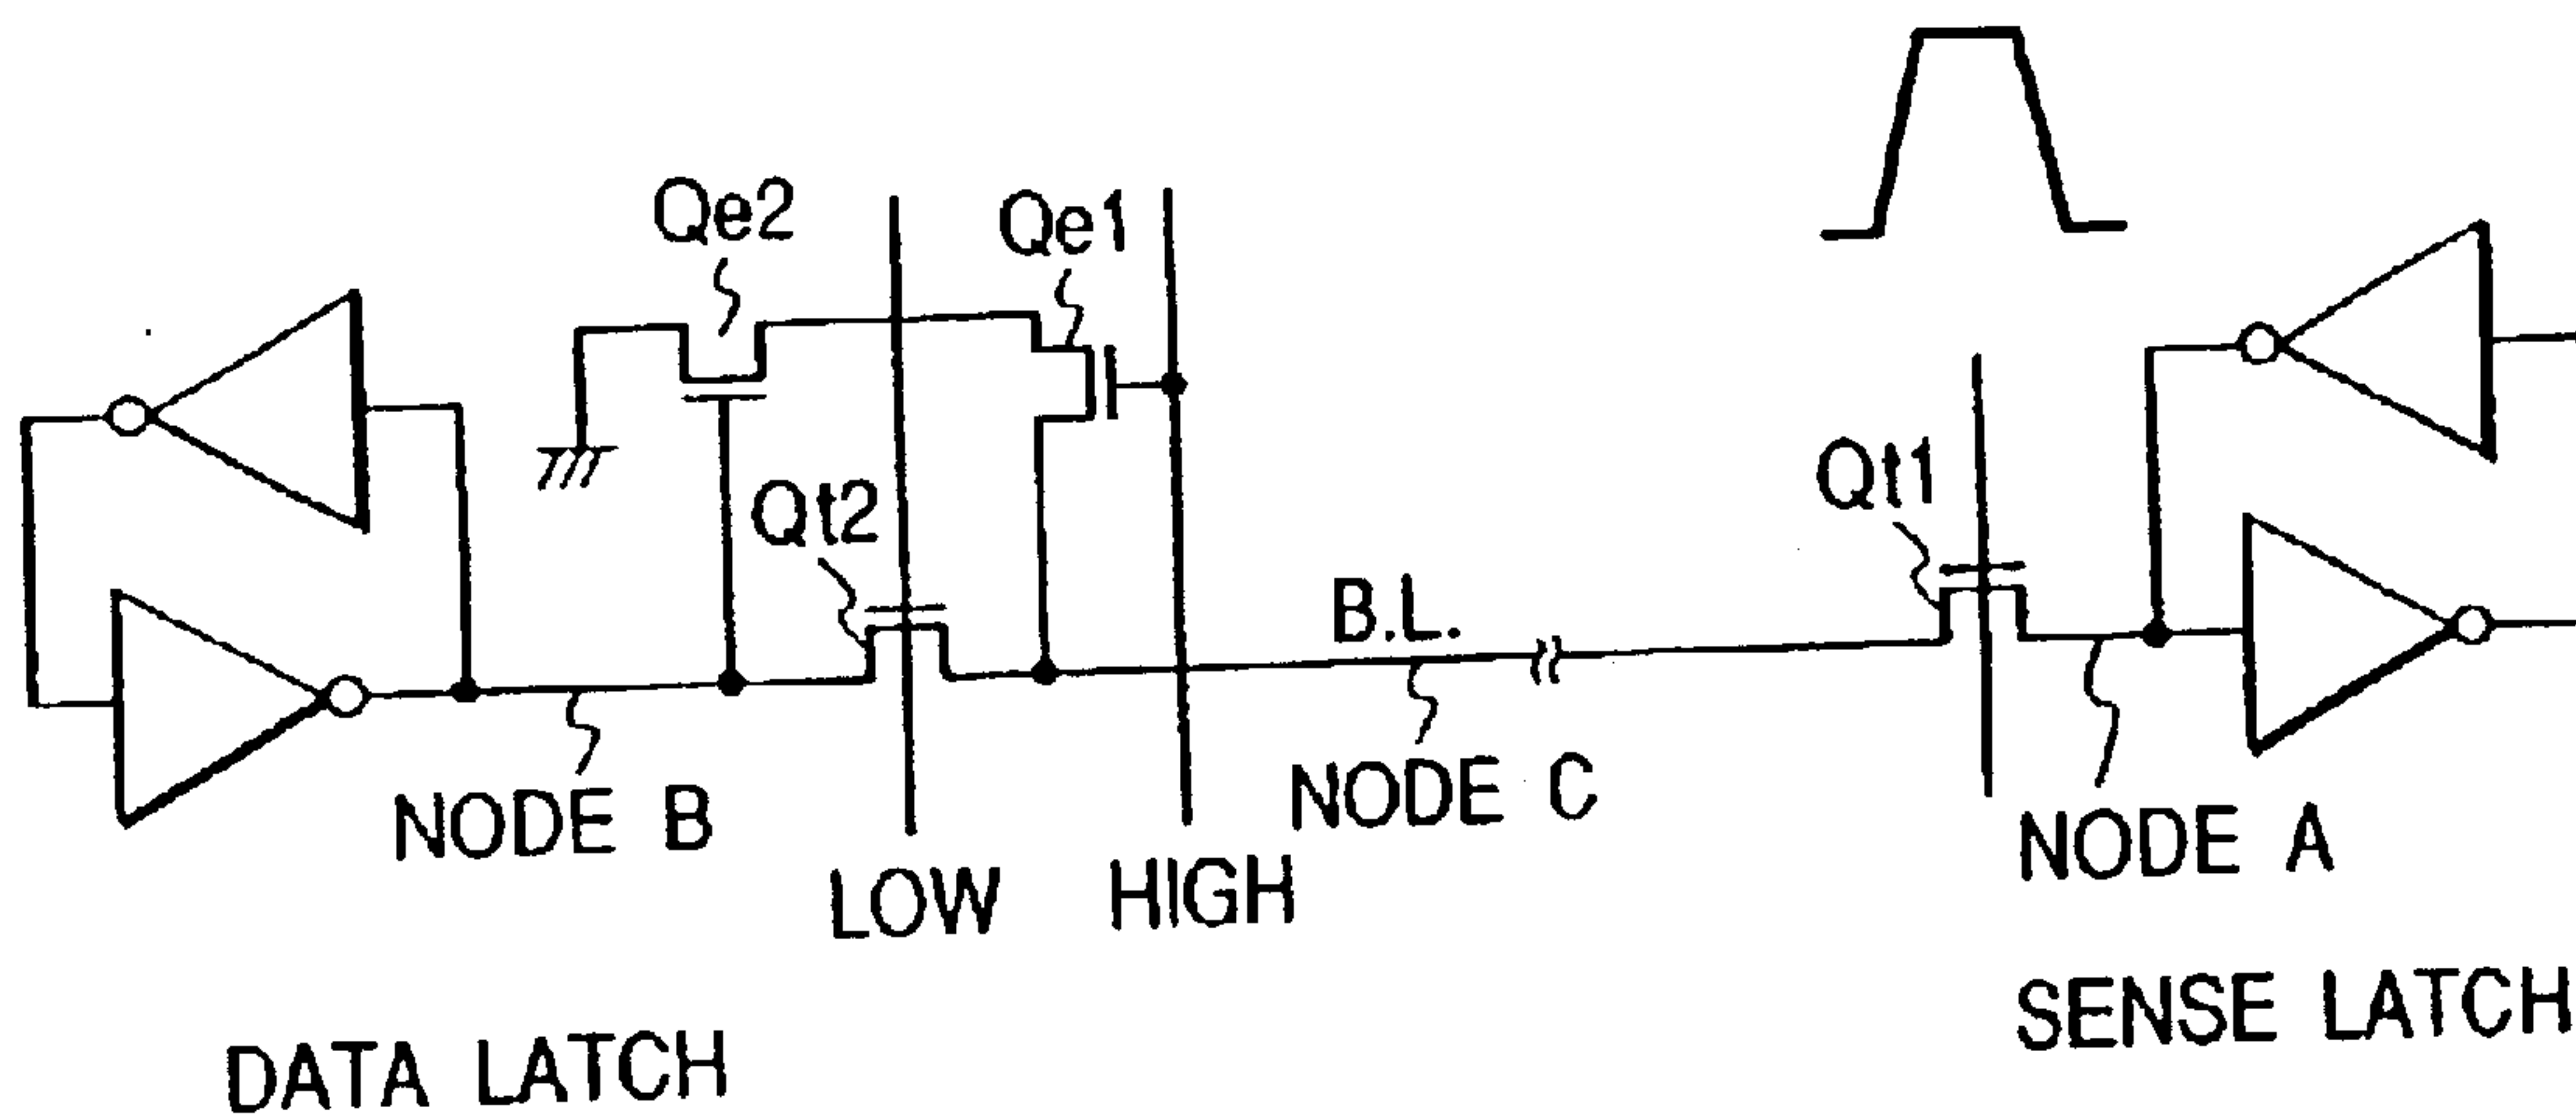 Qe2
Qe1
Qt2
Qt1
B.L.
NODE B
NODE C
NODE A
LOW
HIGH
SENSE LATCH
DATA LATCH